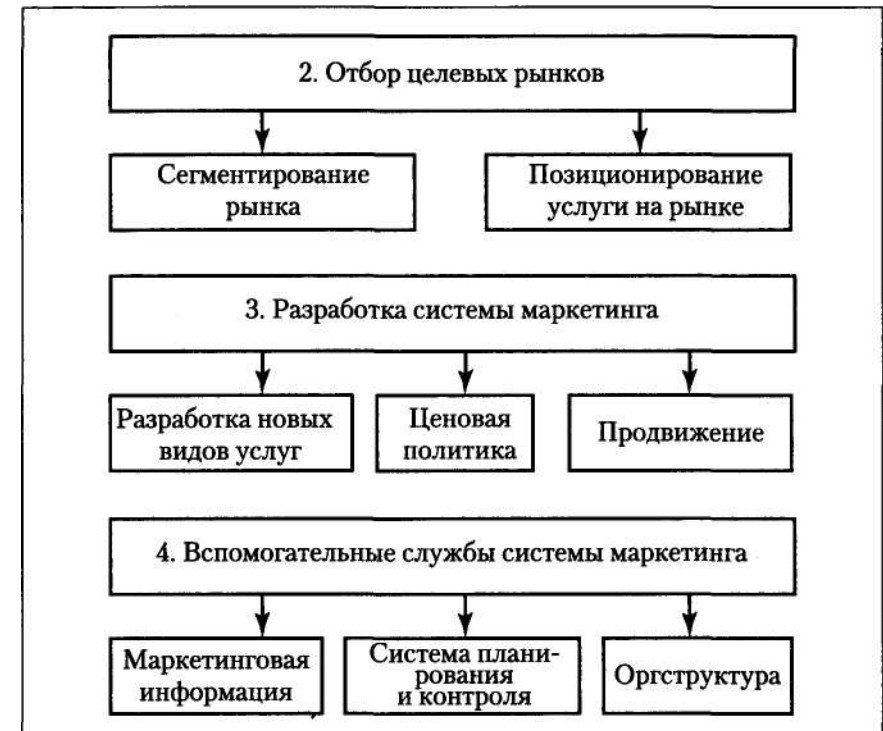 2. Отбор целевых рынков
Сегментирование
рынка
Позиционирование
услуги на рынке
3. Разработка системы маркетинга
Разработка новых
видов услуг
Ценовая
политика
Продвижение
4. Вспомогательные службы системы маркетинга
Маркетинговая
информация
Система плани-
рования
и контроля
Оргструктура